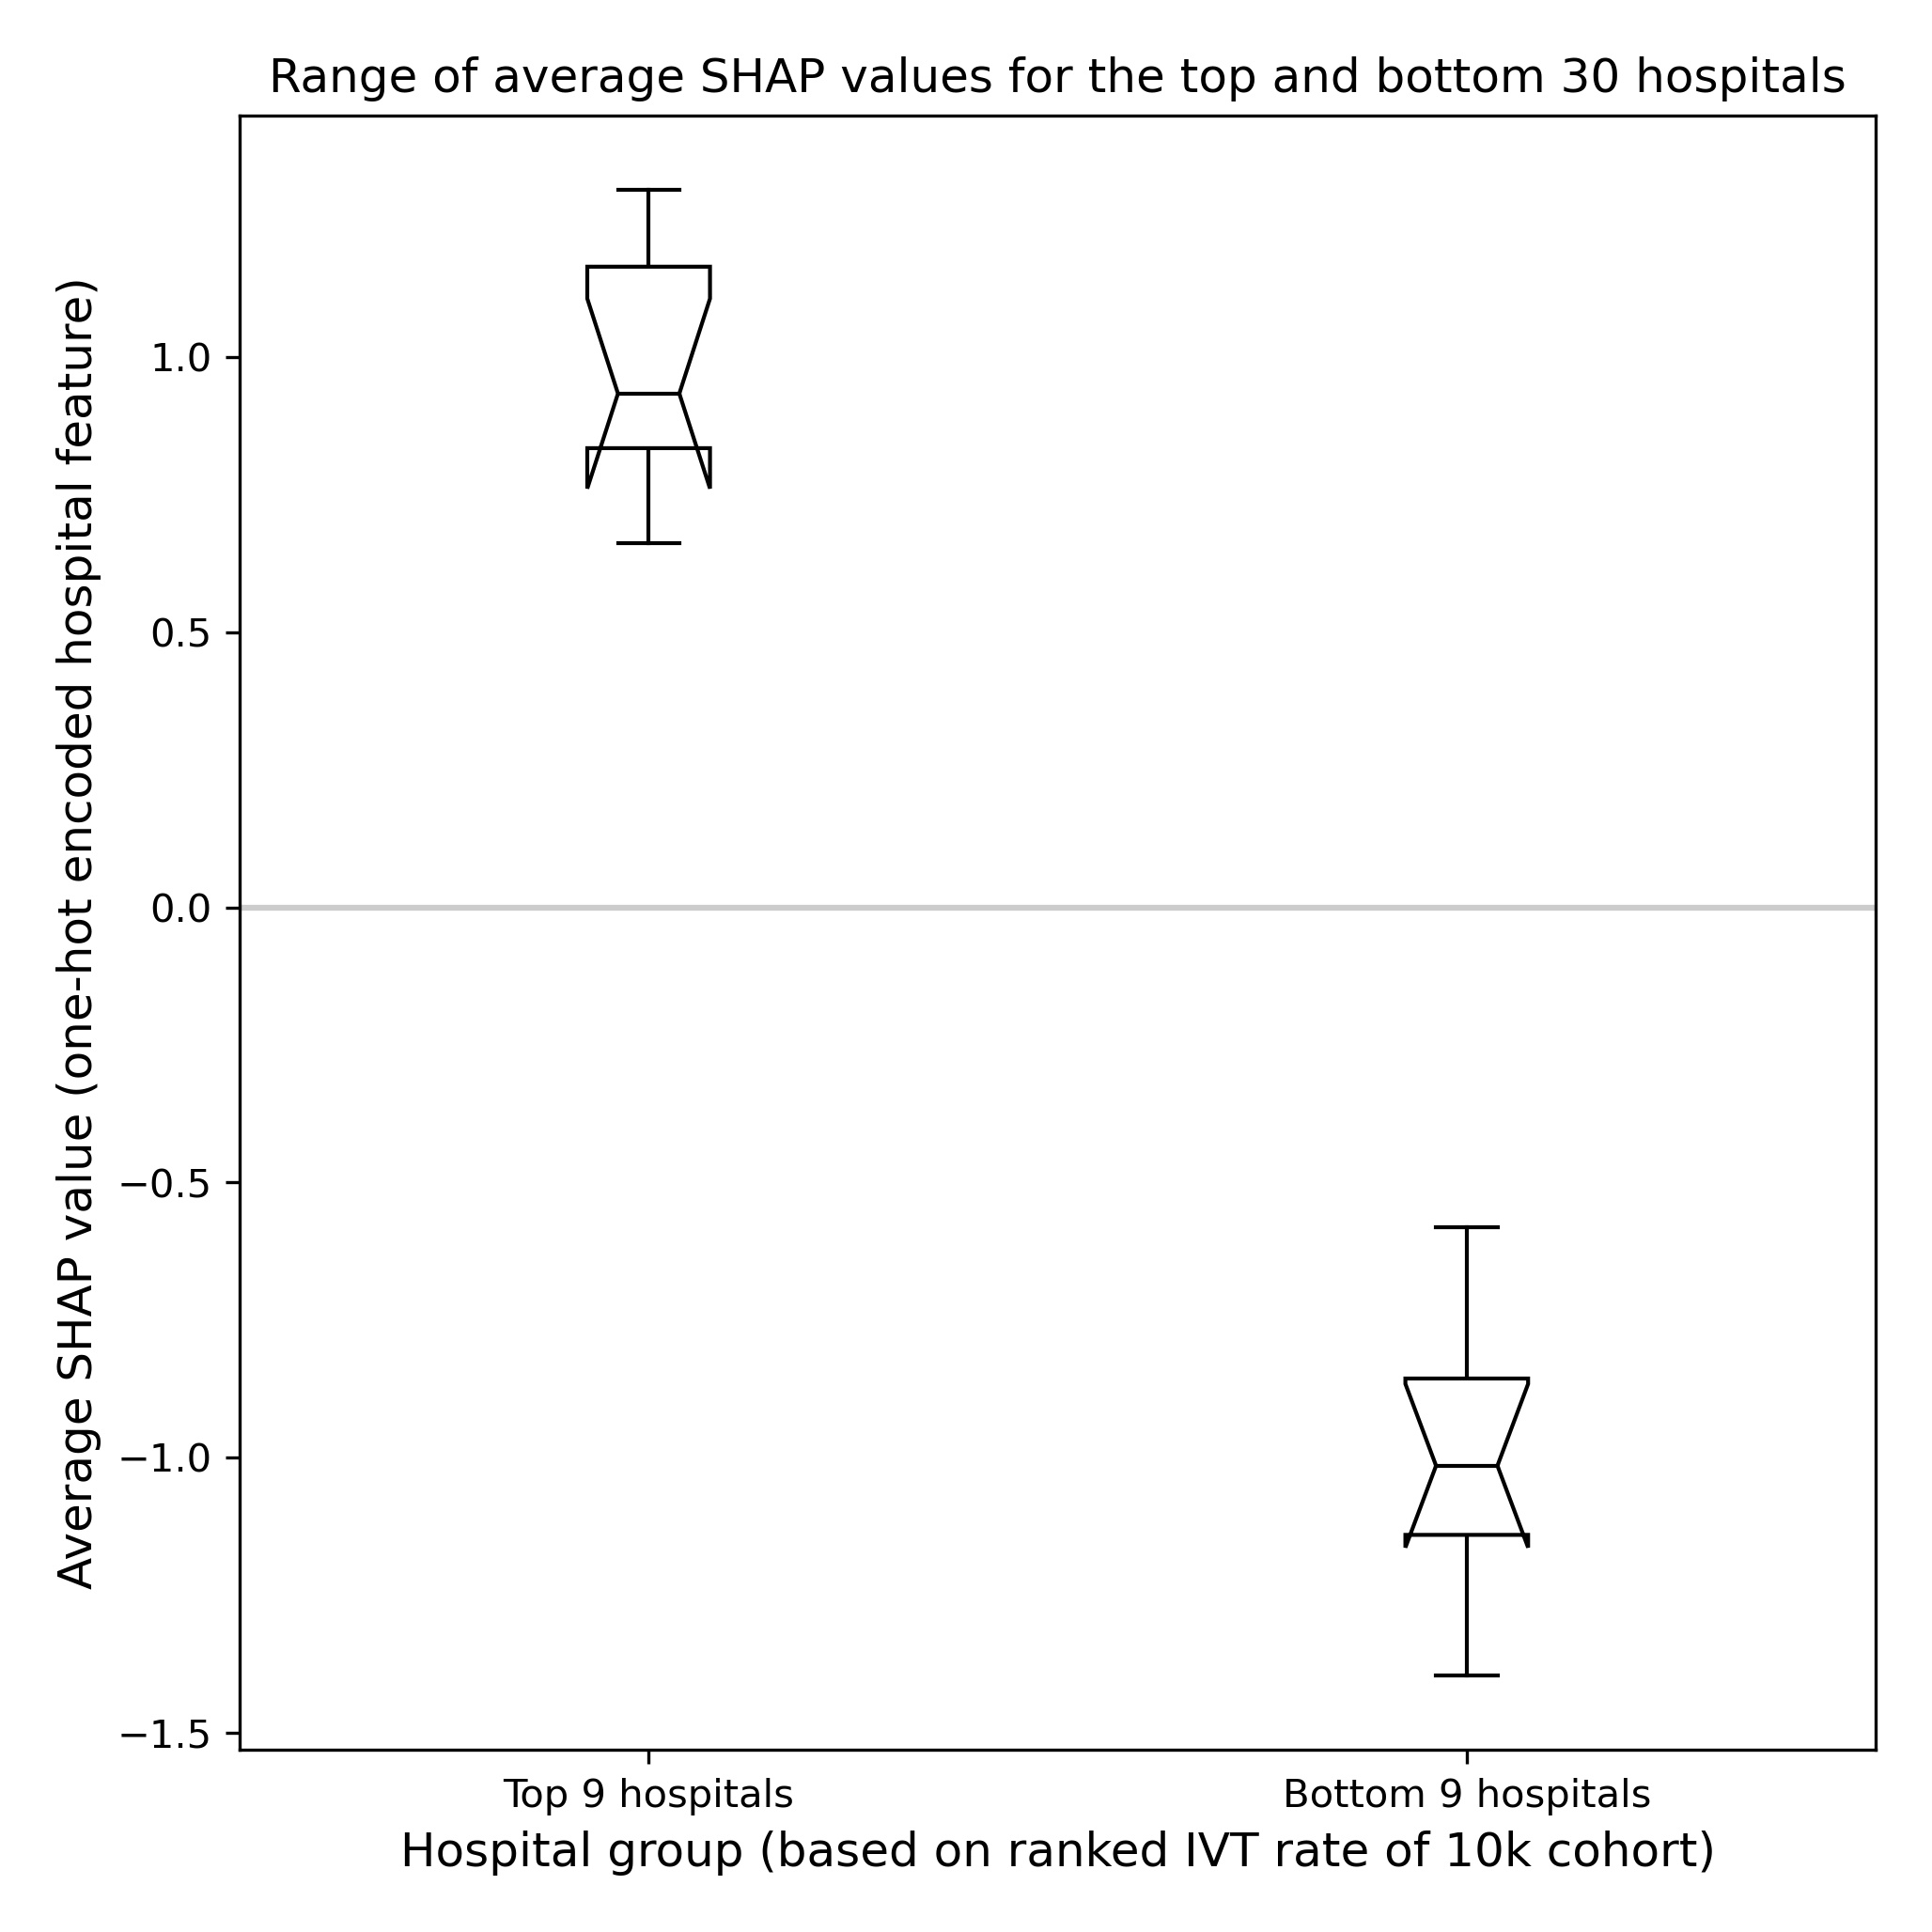 Range of average SHAP values for the top and bottom 30 hospitals
Average SHAP value (one-hot encoded hospital feature)
1.0
0.5
0.0
−0.5
−1.0
−1.5
Top 9 hospitals
Bottom 9 hospitals
Hospital group (based on ranked IVT rate of 10k cohort)